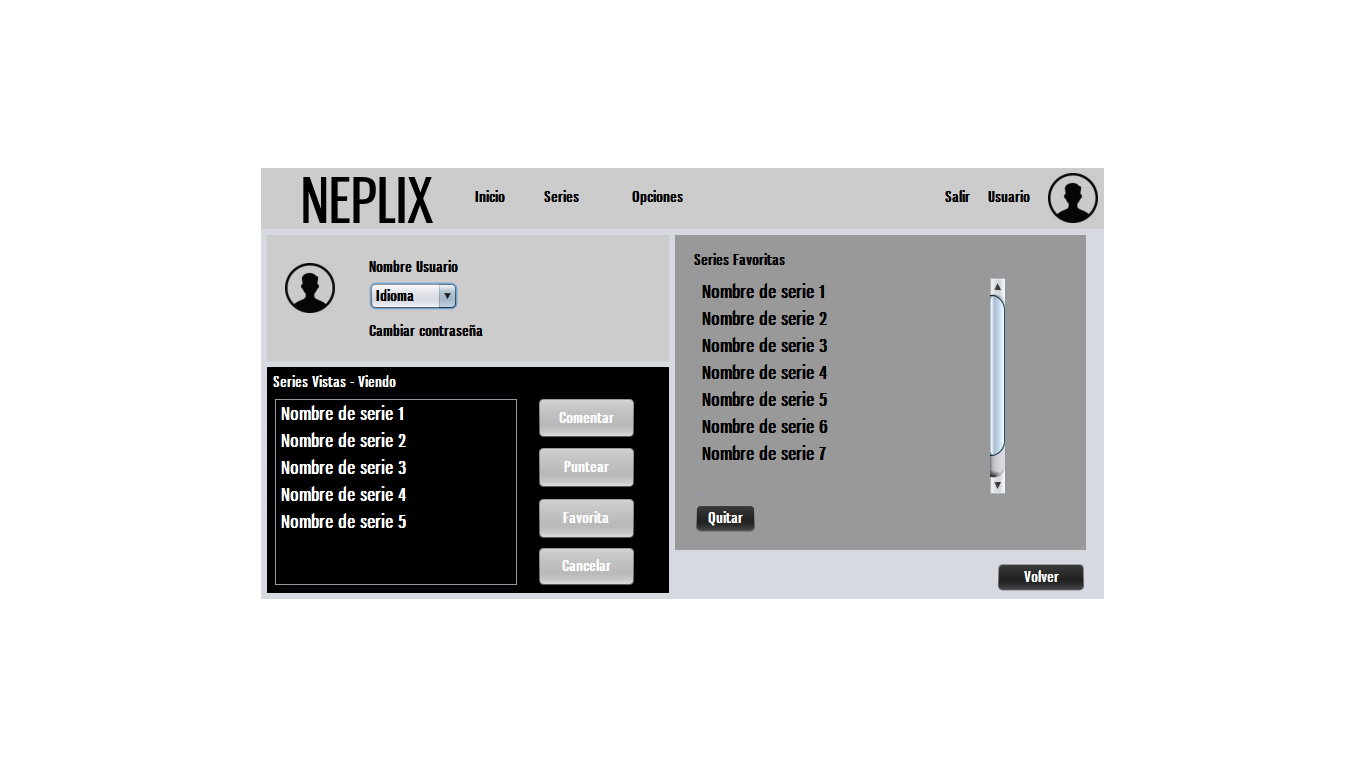 NEPLIX
Inicio
Series
Opciones
Salir
Usuario
Nombre Usuario
Idioma
Cambiar contraseña
Series Vistas - Viendo
Nombre de serie 1
Nombre de serie 2
Nombre de serie 3
Nombre de serie 4
Nombre de serie 5
Comentar
Puntear
Favorita
Cancelar
Series Favoritas
Nombre de serie 1
Nombre de serie 2
Nombre de serie 3
Nombre de serie 4
Nombre de serie 5
Nombre de serie 6
Nombre de serie 7
Quitar
Volver